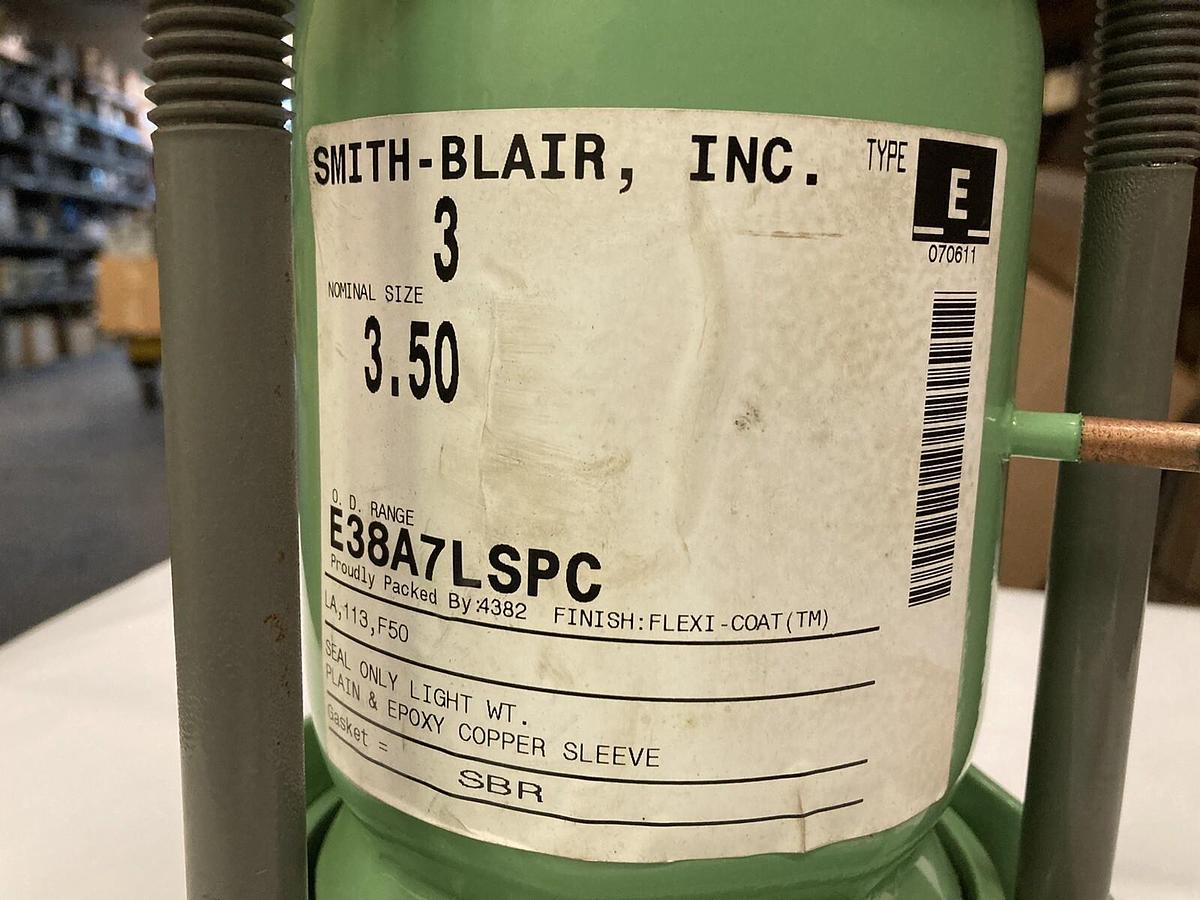 SMITH-BLAIR, INC. TYPE E
070611
3
NOMINAL SIZE
3.50
O. D. RANGE
E38A7LSPC
Proudly Packed By:4382 FINISH:FLEXI-COAT(TM)
LA,113,F50
SEAL ONLY LIGHT WT.
PLAIN & EPOXY COPPER SLEEVE
Gasket =
SBR